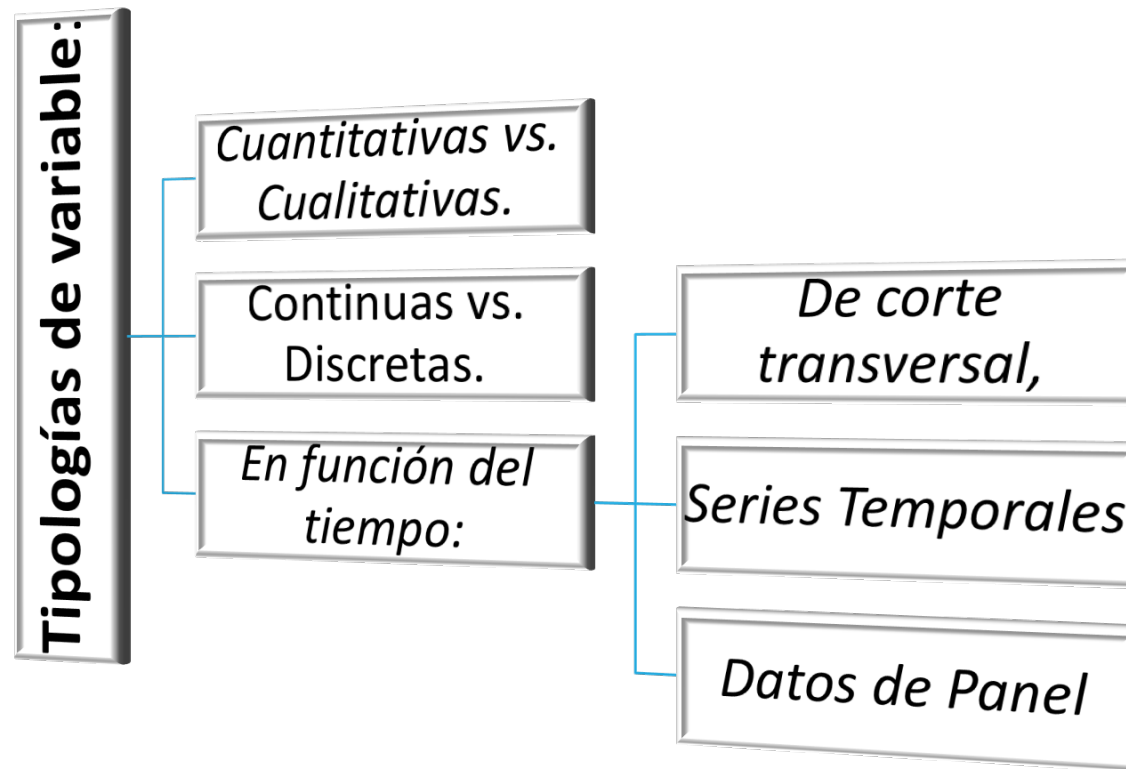 Tipologías de variable:
Cuantitativas vs.
Cualitativas.
Continuas vs.
Discretas.
En función del
tiempo:
De corte
transversal,
Series Temporales
Datos de Panel